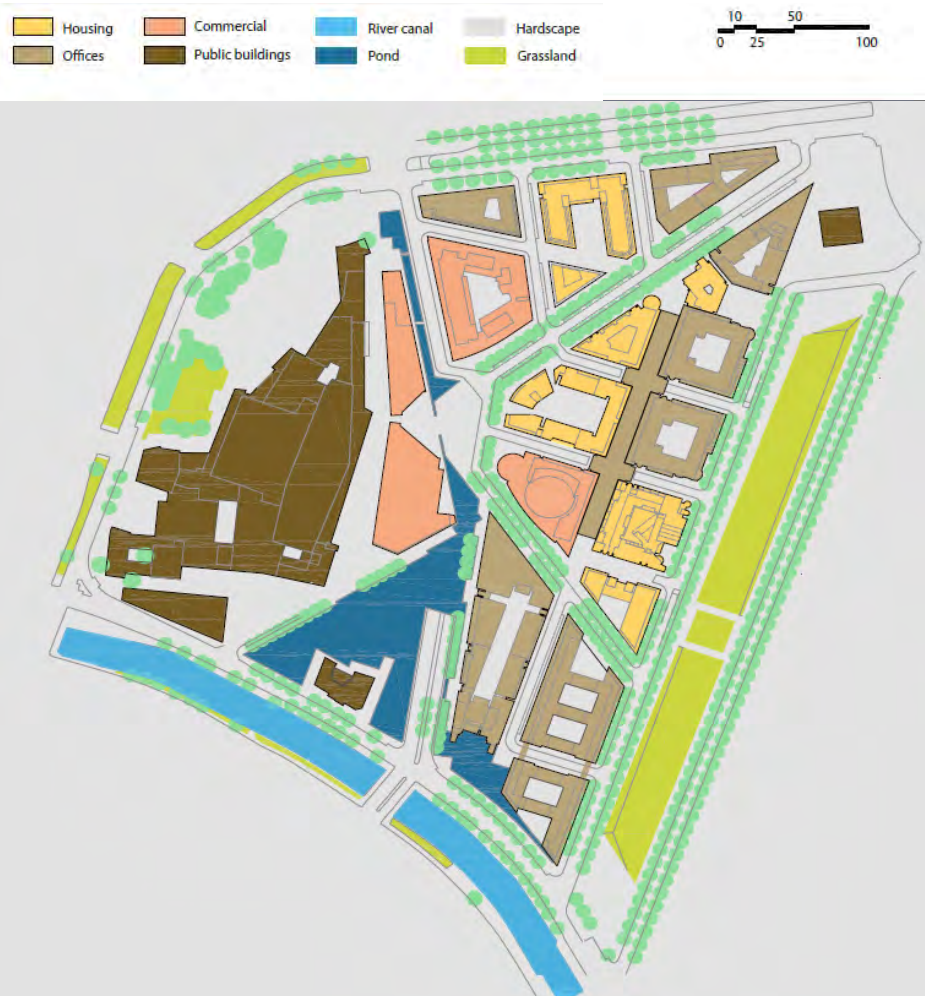 Housing Commercial River canal Hardscape
Offices Public buildings Pond Grassland
10 50
0 25 100